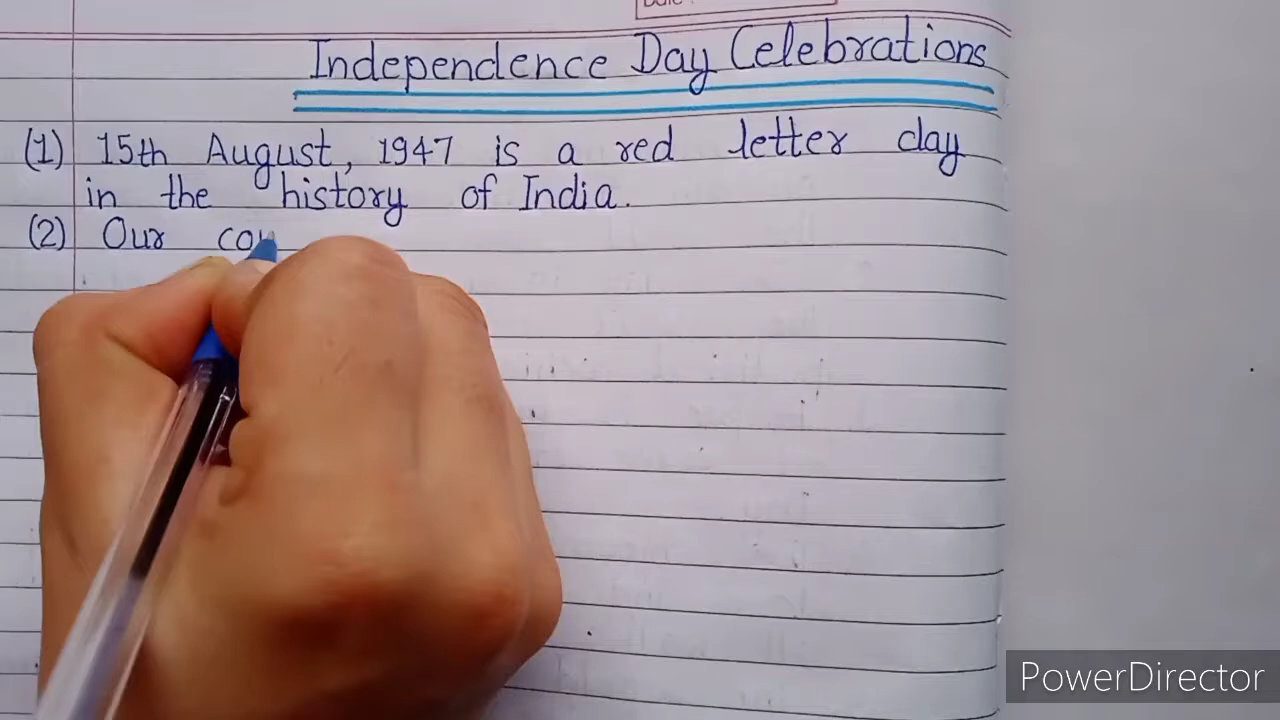 Independence Day Celebrations
(1) 15th August, 1947 is a red letter day
in the history of India.
(2) Our cou
PowerDirector